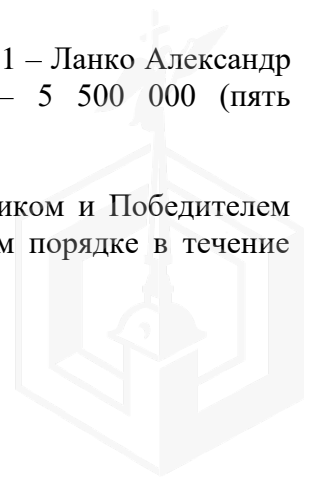 1 – Ланко Александр
– 5 500 000 (пять
иком и Победителем
м порядке в течение